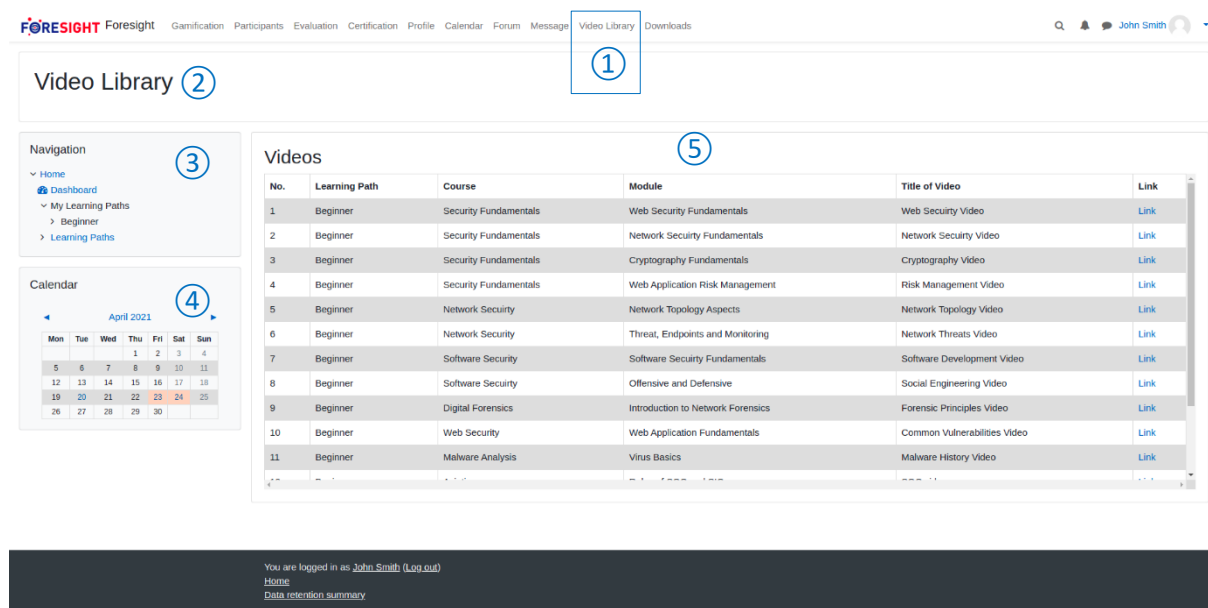 FORESIGHT Foresight Gamification Participants Evaluation Certification Profile Calendar Forum Message Video Library Downloads John Smith
1
Video Library 2
Navigation 3
Home
Dashboard
My Learning Paths
Beginner
Learning Paths
Calendar 4
◄ April 2021 ►
Mon Tue Wed Thu Fri Sat Sun
1 2 3 4
5 6 7 8 9 10 11
12 13 14 15 16 17 18
19 20 21 22 23 24 25
26 27 28 29 30
Videos 5
No. Learning Path Course Module Title of Video Link
1 Beginner Security Fundamentals Web Security Fundamentals Web Secuirty Video Link
2 Beginner Security Fundamentals Network Secuirty Fundamentals Network Secuirty Video Link
3 Beginner Security Fundamentals Cryptography Fundamentals Cryptography Video Link
4 Beginner Security Fundamentals Web Application Risk Management Risk Management Video Link
5 Beginner Network Secuirty Network Topology Aspects Network Topology Video Link
6 Beginner Network Security Threat, Endpoints and Monitoring Network Threats Video Link
7 Beginner Software Security Software Secuirty Fundamentals Software Development Video Link
8 Beginner Software Secuirty Offensive and Defensive Social Engineering Video Link
9 Beginner Digital Forensics Introduction to Network Forensics Forensic Principles Video Link
10 Beginner Web Security Web Application Fundamentals Common Vulnerabilities Video Link
11 Beginner Malware Analysis Virus Basics Malware History Video Link
You are logged in as John Smith (Log out)
Home
Data retention summary